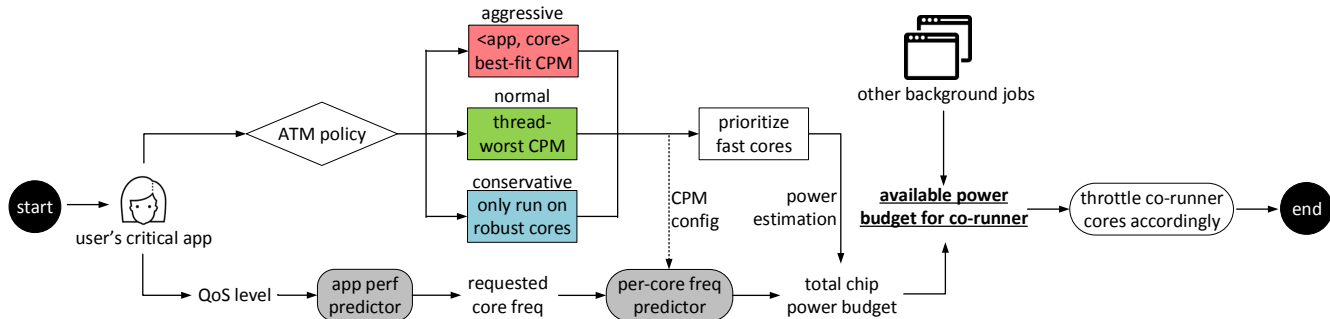 start
user's critical app
ATM policy
aggressive
<app, core>
best-fit CPM
normal
thread-
worst CPM
conservative
only run on
robust cores
prioritize
fast cores
CPM
config
power
estimation
other background jobs
available power
budget for co-runner
throttle co-runner
cores accordingly
end
QoS level
app perf
predictor
requested
core freq
per-core freq
predictor
total chip
power budget